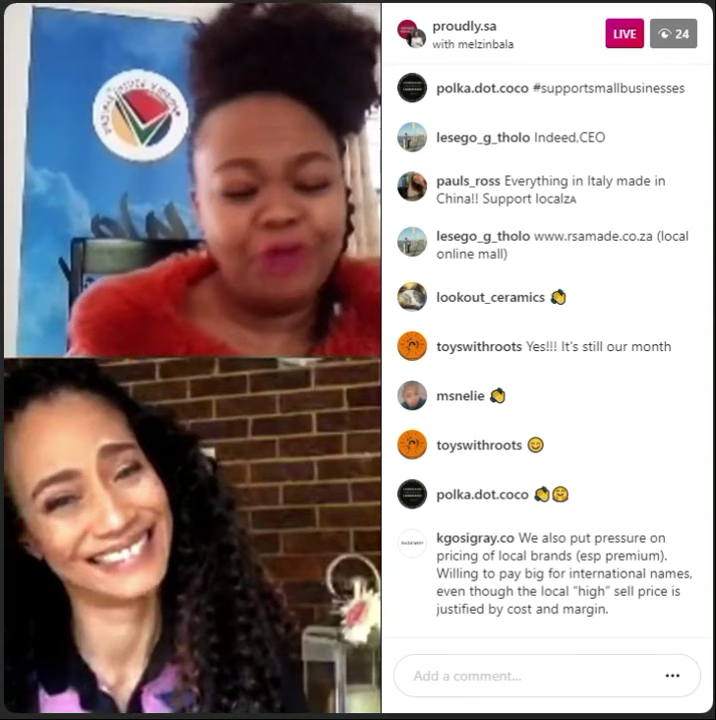 proudly.sa
with melzinbala
LIVE
24
polka.dot.coco #supportsmallbusinesses
lesego_g_tholo Indeed,CEO
pauls_ross Everything in Italy made in
China!! Support localZA
lesego_g_tholo www.rsamade.co.za (local
online mall)
lookout_ceramics 👏
toyswithroots Yes!!! It's still our month
msnelie 👏
toyswithroots 😊
polka.dot.coco 👏🤗
kgosigray.co We also put pressure on
pricing of local brands (esp premium).
Willing to pay big for international names,
even though the local "high" sell price is
justified by cost and margin.
Add a comment...